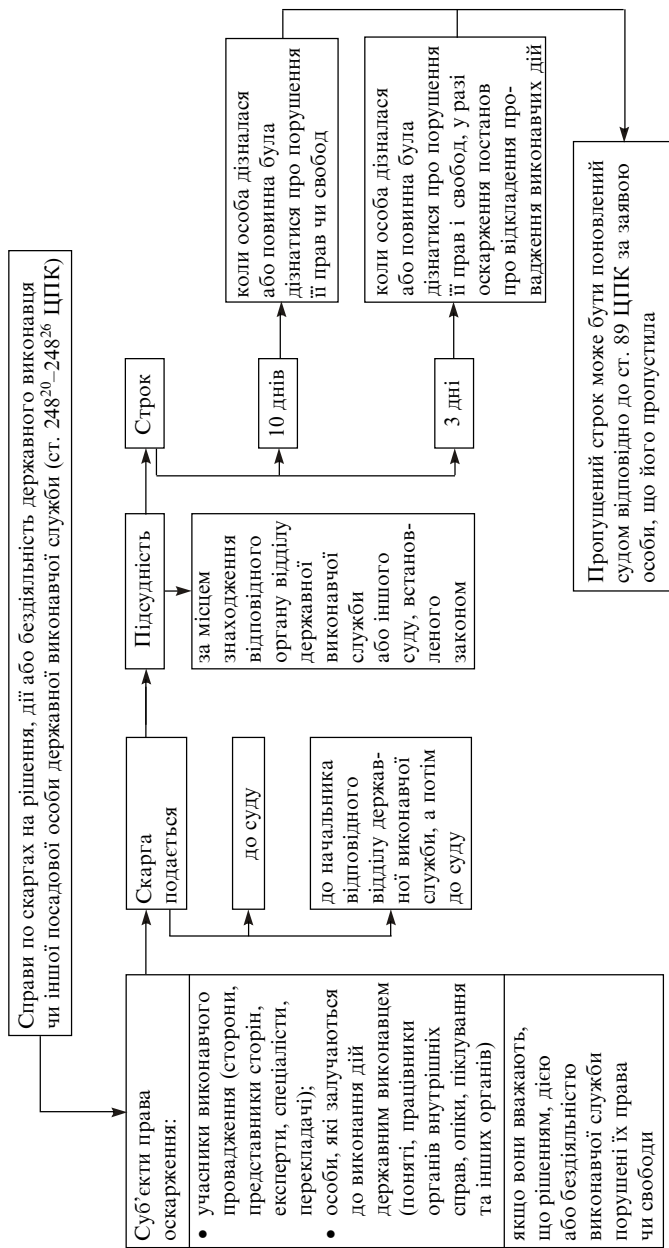 Справи по скаргах на рішення, дії або бездіяльність державного виконавця
чи іншої посадової особи державної виконавчої служби (ст. 248²⁰–248²⁶ ЦПК)
Суб’єкти права
оскарження:
• учасники виконавчого
провадження (сторони,
представники сторін,
експерти, спеціалісти,
перекладачі);
• особи, які залучаються
до виконання дій
державним виконавцем
(поняті, працівники
органів внутрішніх
справ, опіки, піклування
та інших органів)
якщо вони вважають,
що рішенням, дією
або бездіяльністю
виконавчої служби
порушені їх права
чи свободи
Скарга
подається
до суду
до начальника
відповідного
відділу держав-
ної виконавчої
служби, а потім
до суду
Підсудність
за місцем
знаходження
відповідного
органу відділу
державної
виконавчої
служби
або іншого
суду, встанов-
леного
законом
Строк
10 днів
коли особа дізналася
або повинна була
дізнатися про порушення
її прав чи свобод
3 дні
коли особа дізналася
або повинна була
дізнатися про порушення
її прав і свобод, у разі
оскарження постанов
про відкладення про-
вадження виконавчих дій
Пропущений строк може бути поновлений
судом відповідно до ст. 89 ЦПК за заявою
особи, що його пропустила